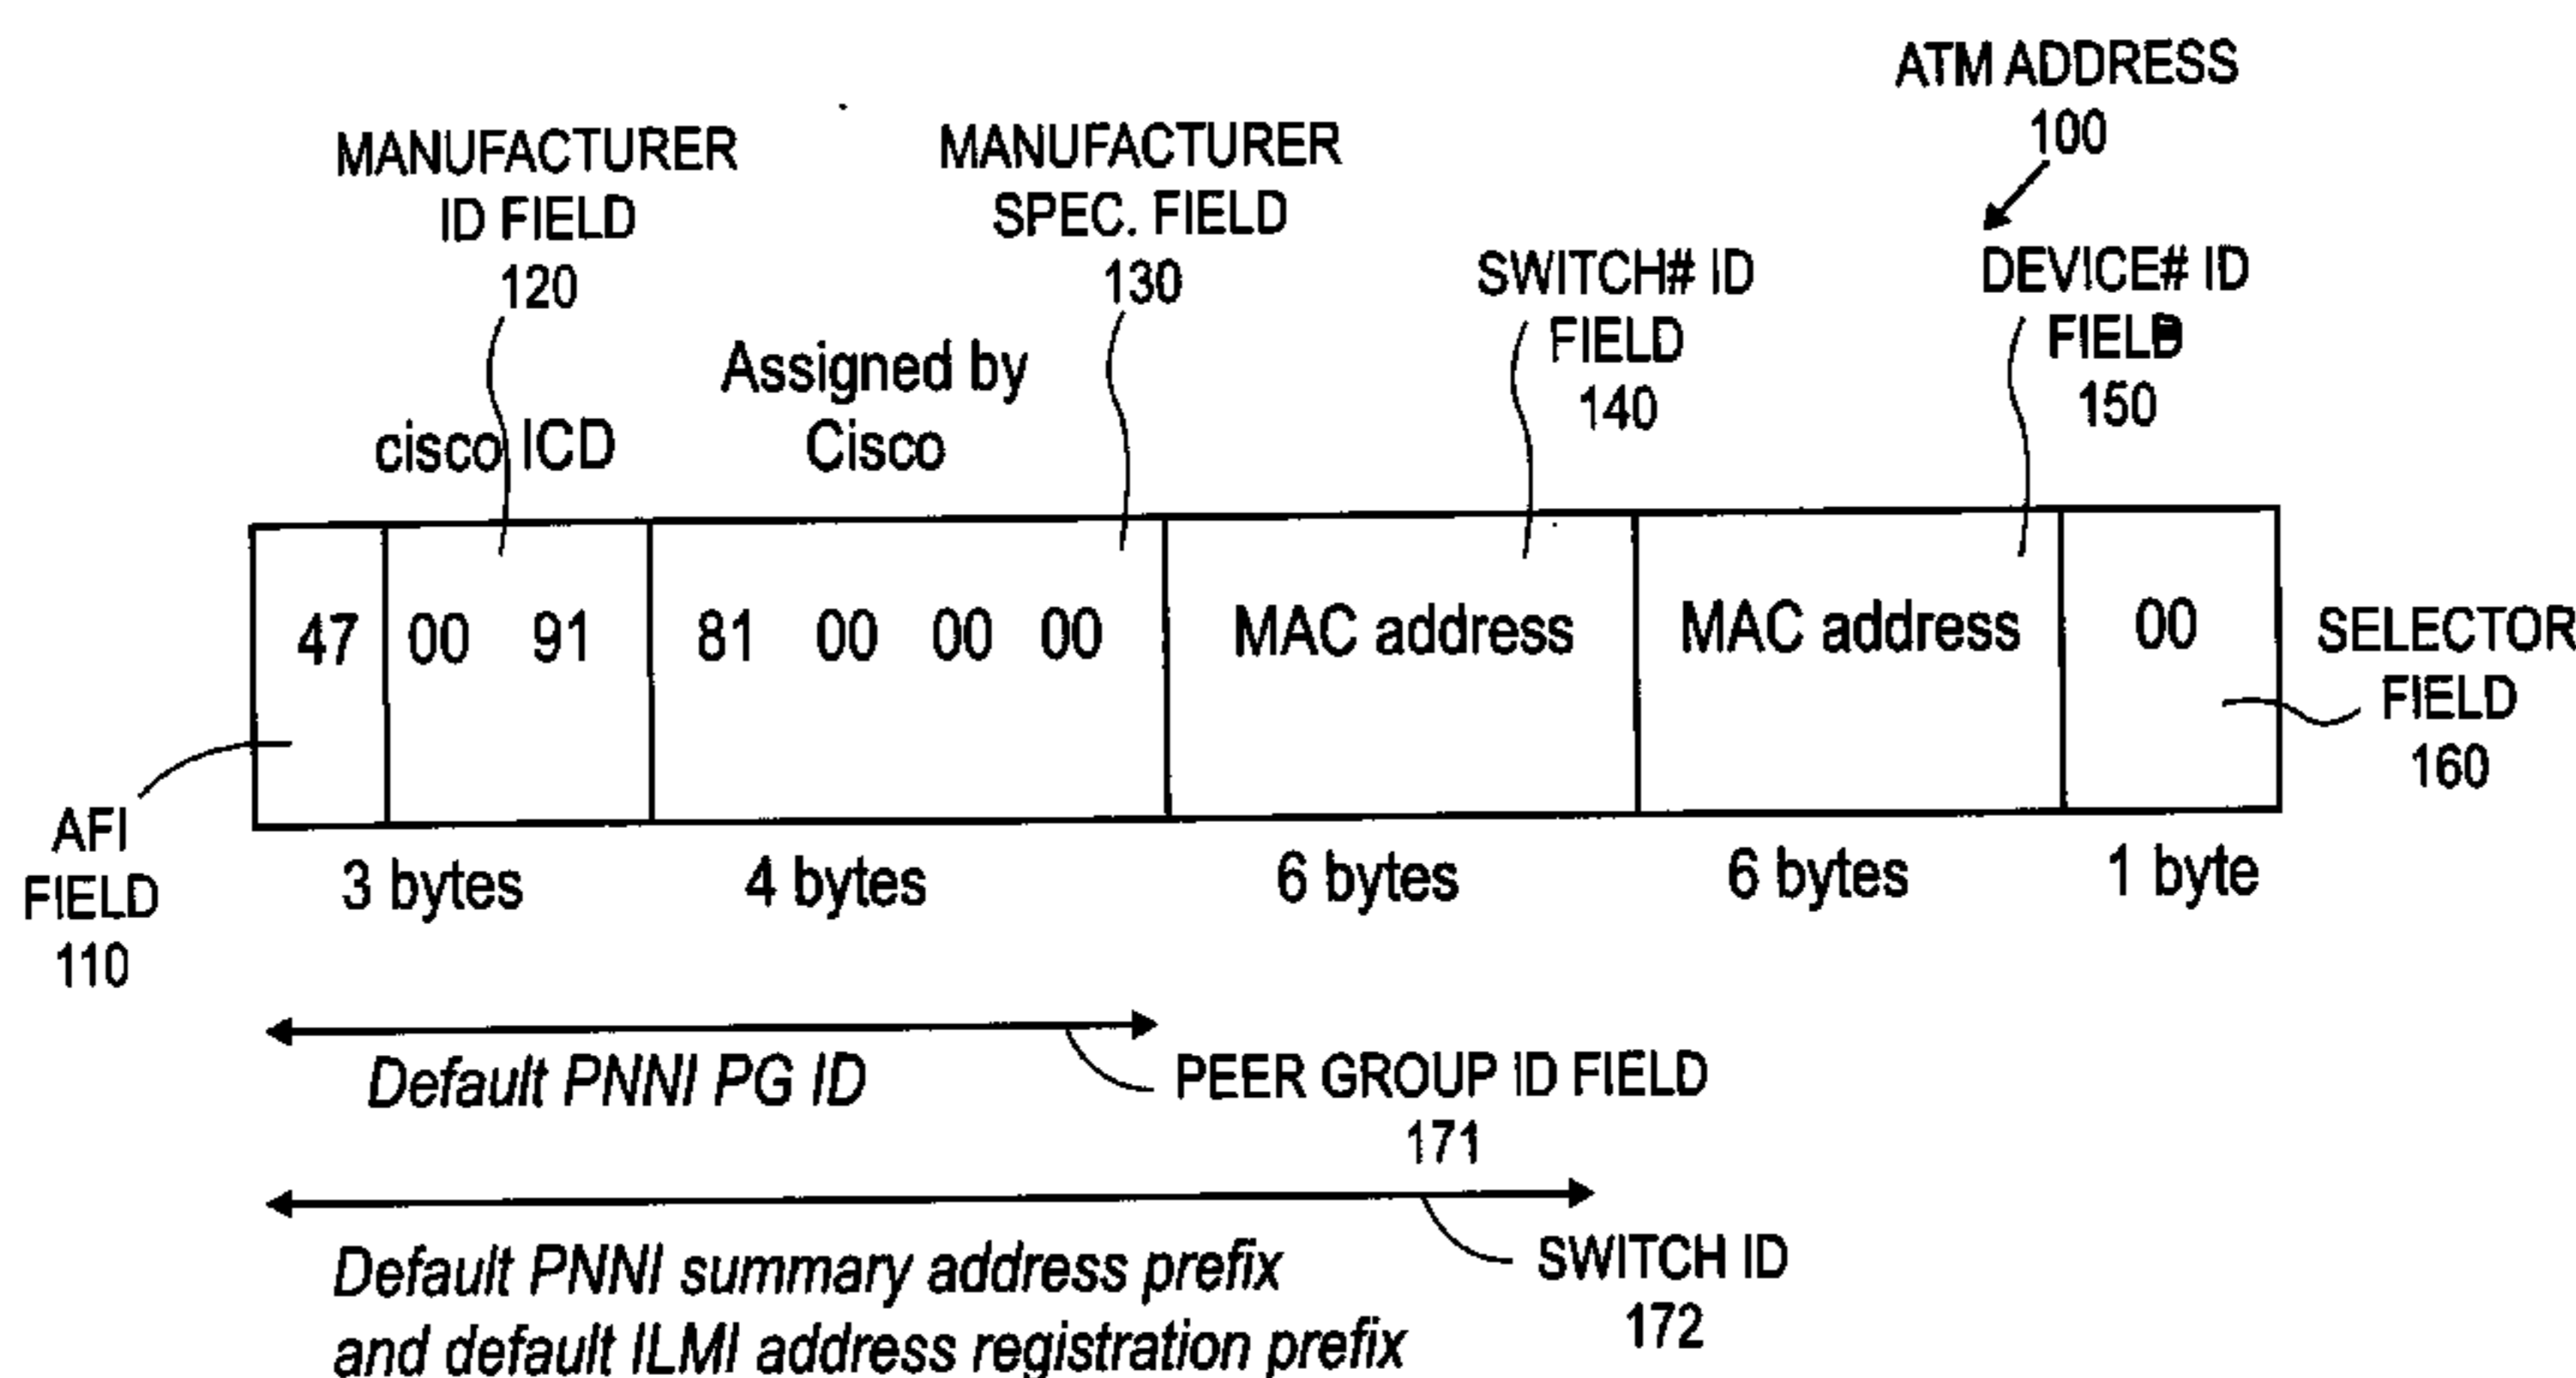 ATM ADDRESS
100
MANUFACTURER
ID FIELD
120
MANUFACTURER
SPEC. FIELD
130
SWITCH# ID
FIELD
140
DEVICE# ID
FIELD
150
cisco ICD
Assigned by
Cisco
47 00 91 81 00 00 00 MAC address MAC address 00
SELECTOR
FIELD
160
AFI
FIELD
110
3 bytes 4 bytes 6 bytes 6 bytes 1 byte
Default PNNI PG ID
PEER GROUP ID FIELD
171
Default PNNI summary address prefix
and default ILMI address registration prefix
SWITCH ID
172